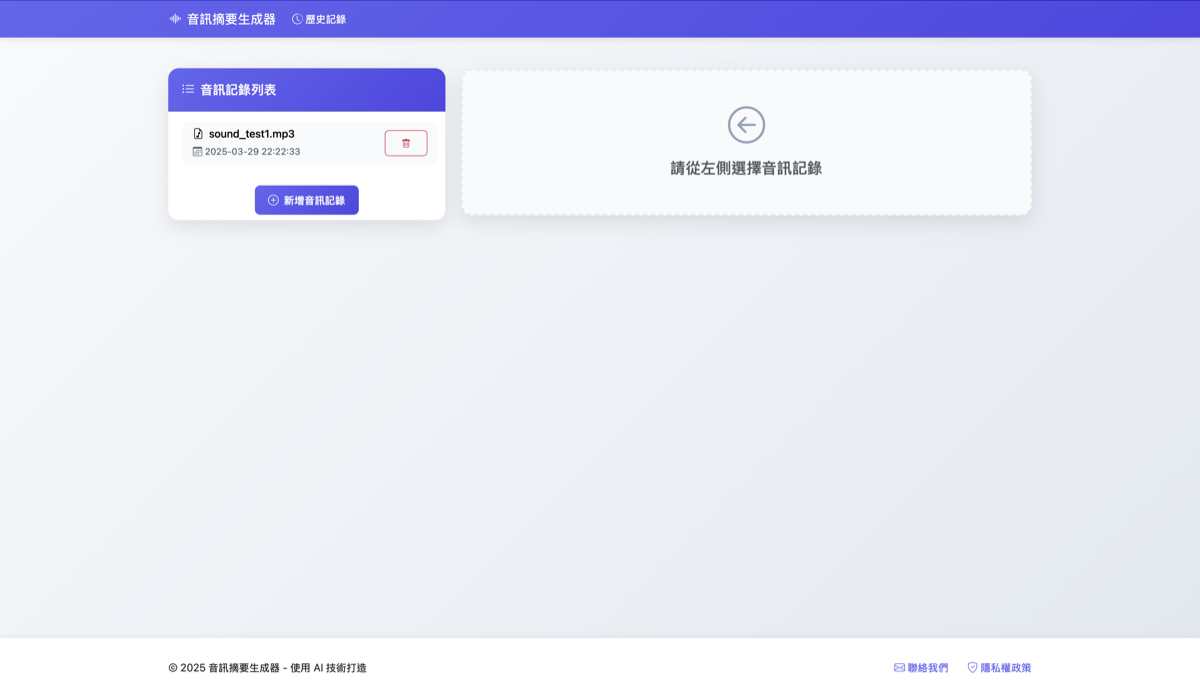 音訊摘要生成器 歷史記錄
音訊記錄列表
sound_test1.mp3
2025-03-29 22:22:33
新增音訊記錄
請從左側選擇音訊記錄
© 2025 音訊摘要生成器 - 使用 AI 技術打造
聯絡我們 隱私權政策